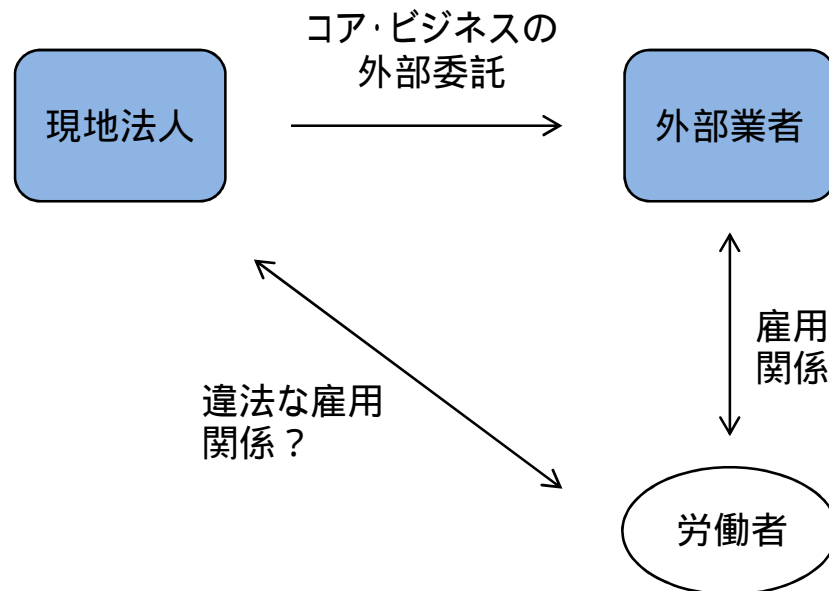 コア・ビジネスの
外部委託
現地法人
外部業者
雇用
関係
違法な雇用
関係？
労働者